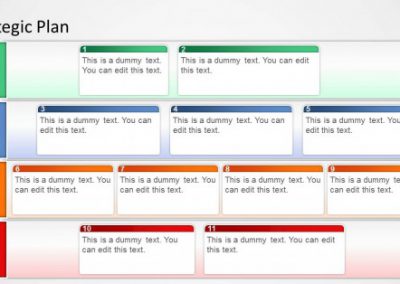 tegic Plan
1
This is a dummy text.
You can edit this text.
2
This is a dummy text. You can
edit this text.
3
This is a dummy text. You can
edit this text.
4
This is a dummy text. You can
edit this text.
5
This is a dummy text. You
edit this text.
6
This is a dummy text. You
can edit this text.
7
This is a dummy text. You
can edit this text.
8
This is a dummy text. You
can edit this text.
9
This is a dummy
can edit this text.
10
This is a dummy text. You
can edit this text.
11
This is a dummy text. You can edit
this text.